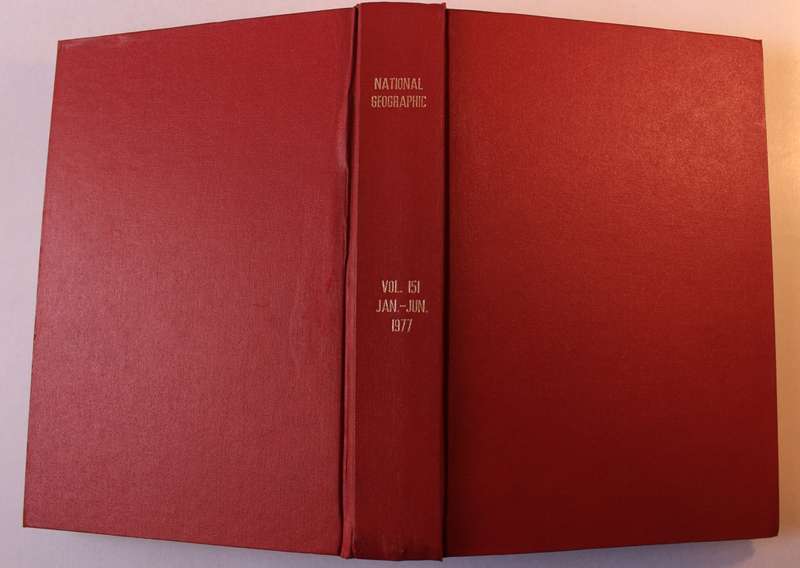 NATIONAL
GEOGRAPHIC
VOL. 151
JAN.-JUN.
1977